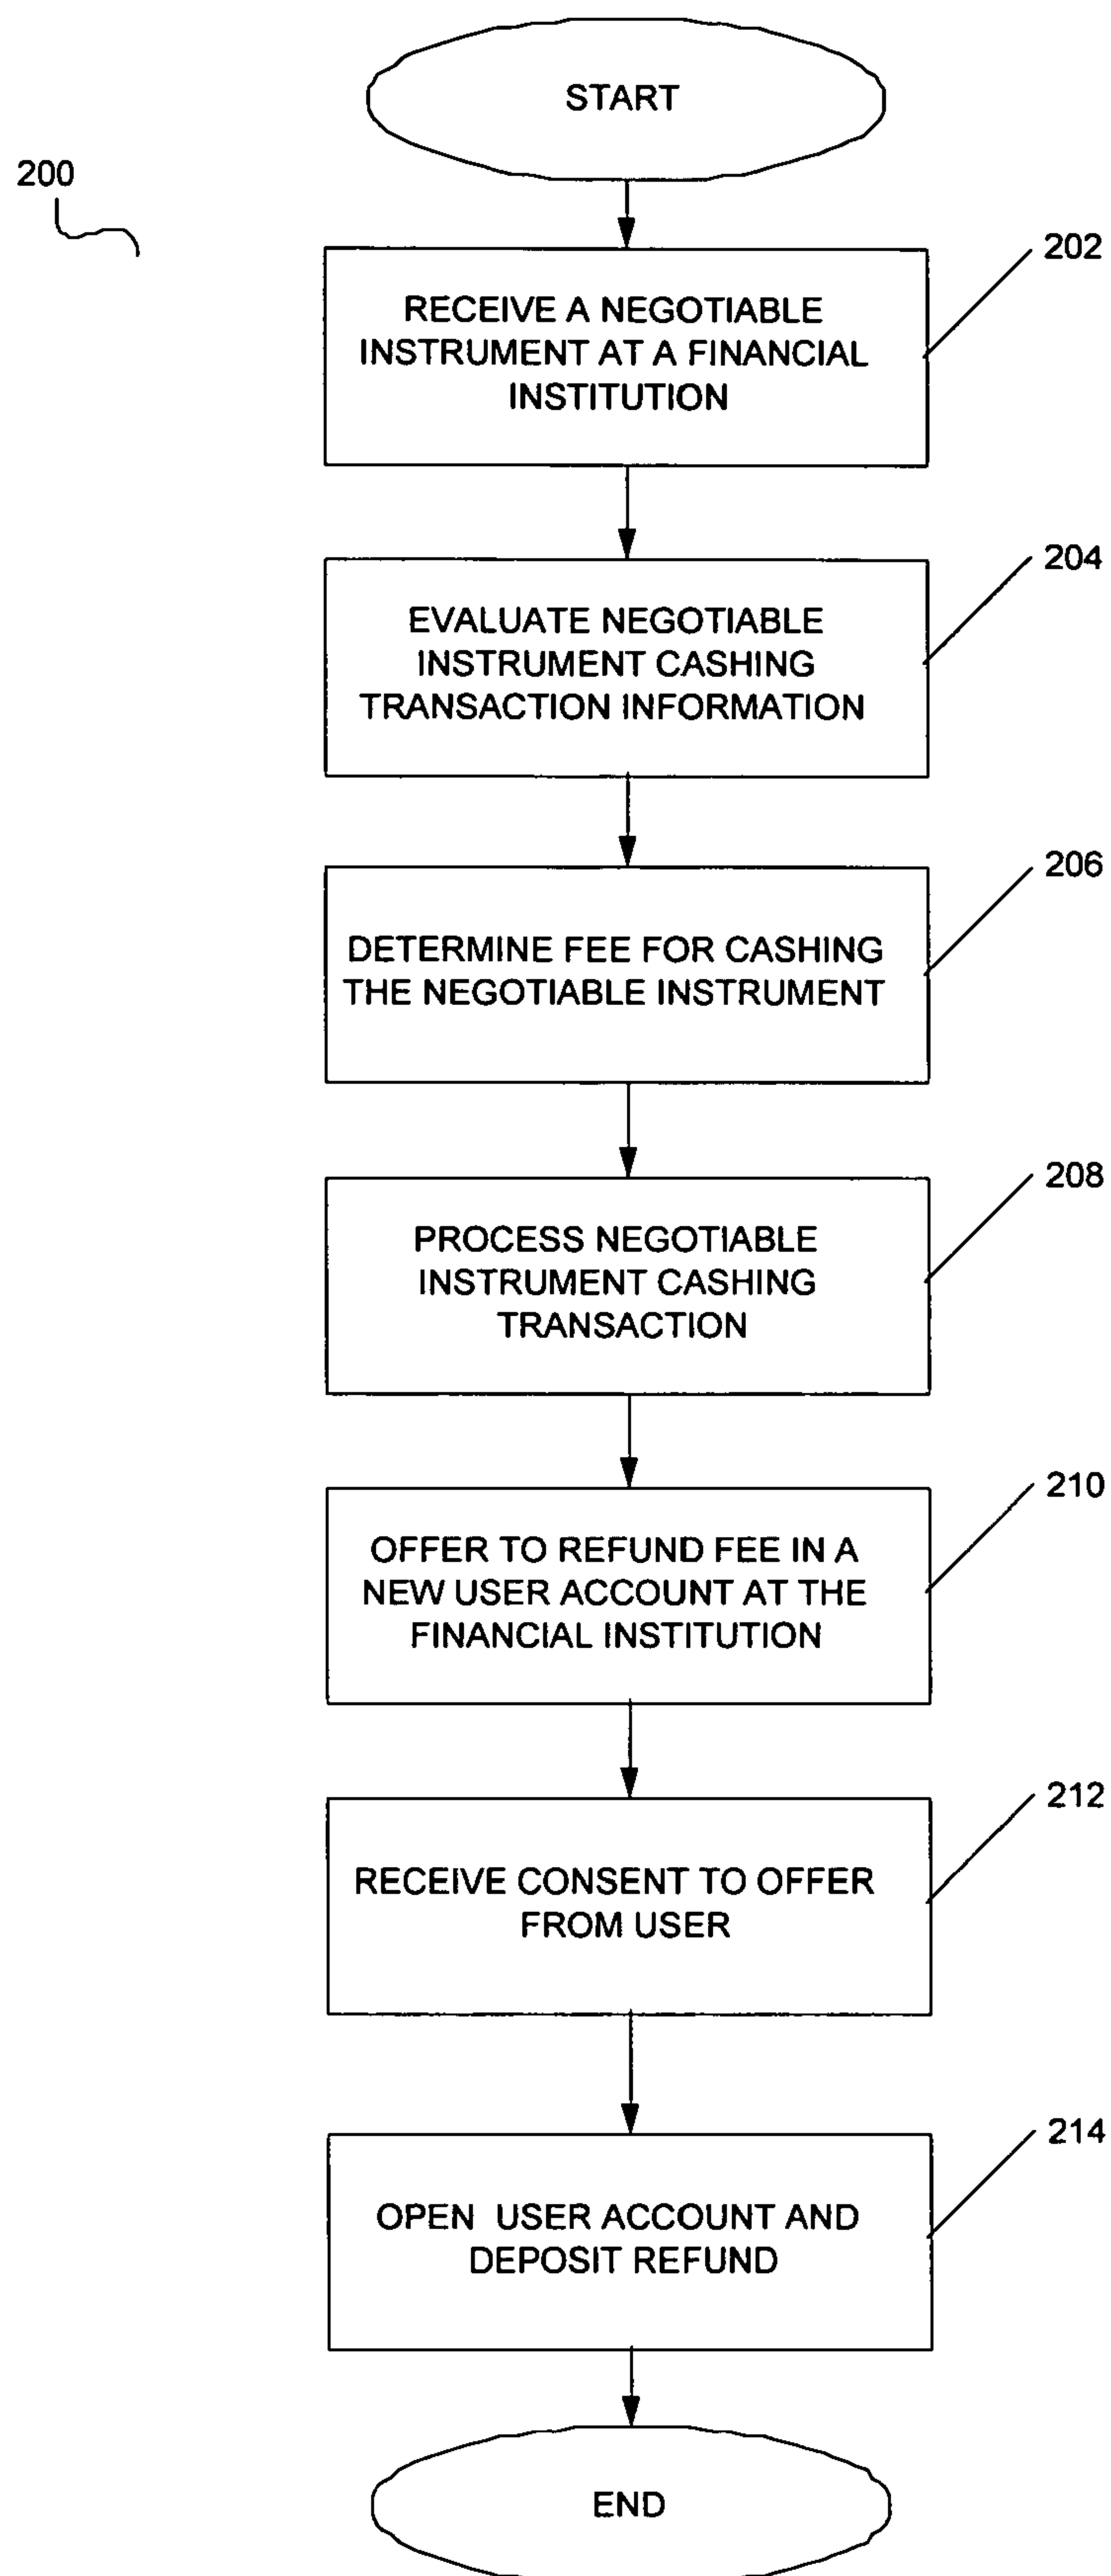 START
200
202
RECEIVE A NEGOTIABLE
INSTRUMENT AT A FINANCIAL
INSTITUTION
204
EVALUATE NEGOTIABLE
INSTRUMENT CASHING
TRANSACTION INFORMATION
206
DETERMINE FEE FOR CASHING
THE NEGOTIABLE INSTRUMENT
208
PROCESS NEGOTIABLE
INSTRUMENT CASHING
TRANSACTION
210
OFFER TO REFUND FEE IN A
NEW USER ACCOUNT AT THE
FINANCIAL INSTITUTION
212
RECEIVE CONSENT TO OFFER
FROM USER
214
OPEN USER ACCOUNT AND
DEPOSIT REFUND
END